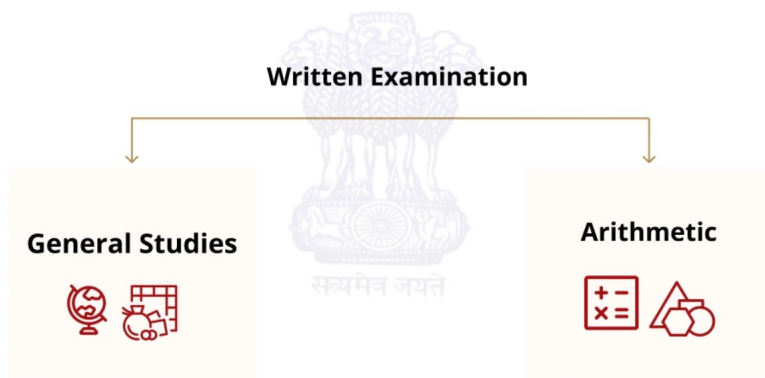 Written Examination
General Studies
Arithmetic
सत्यमेव जयते